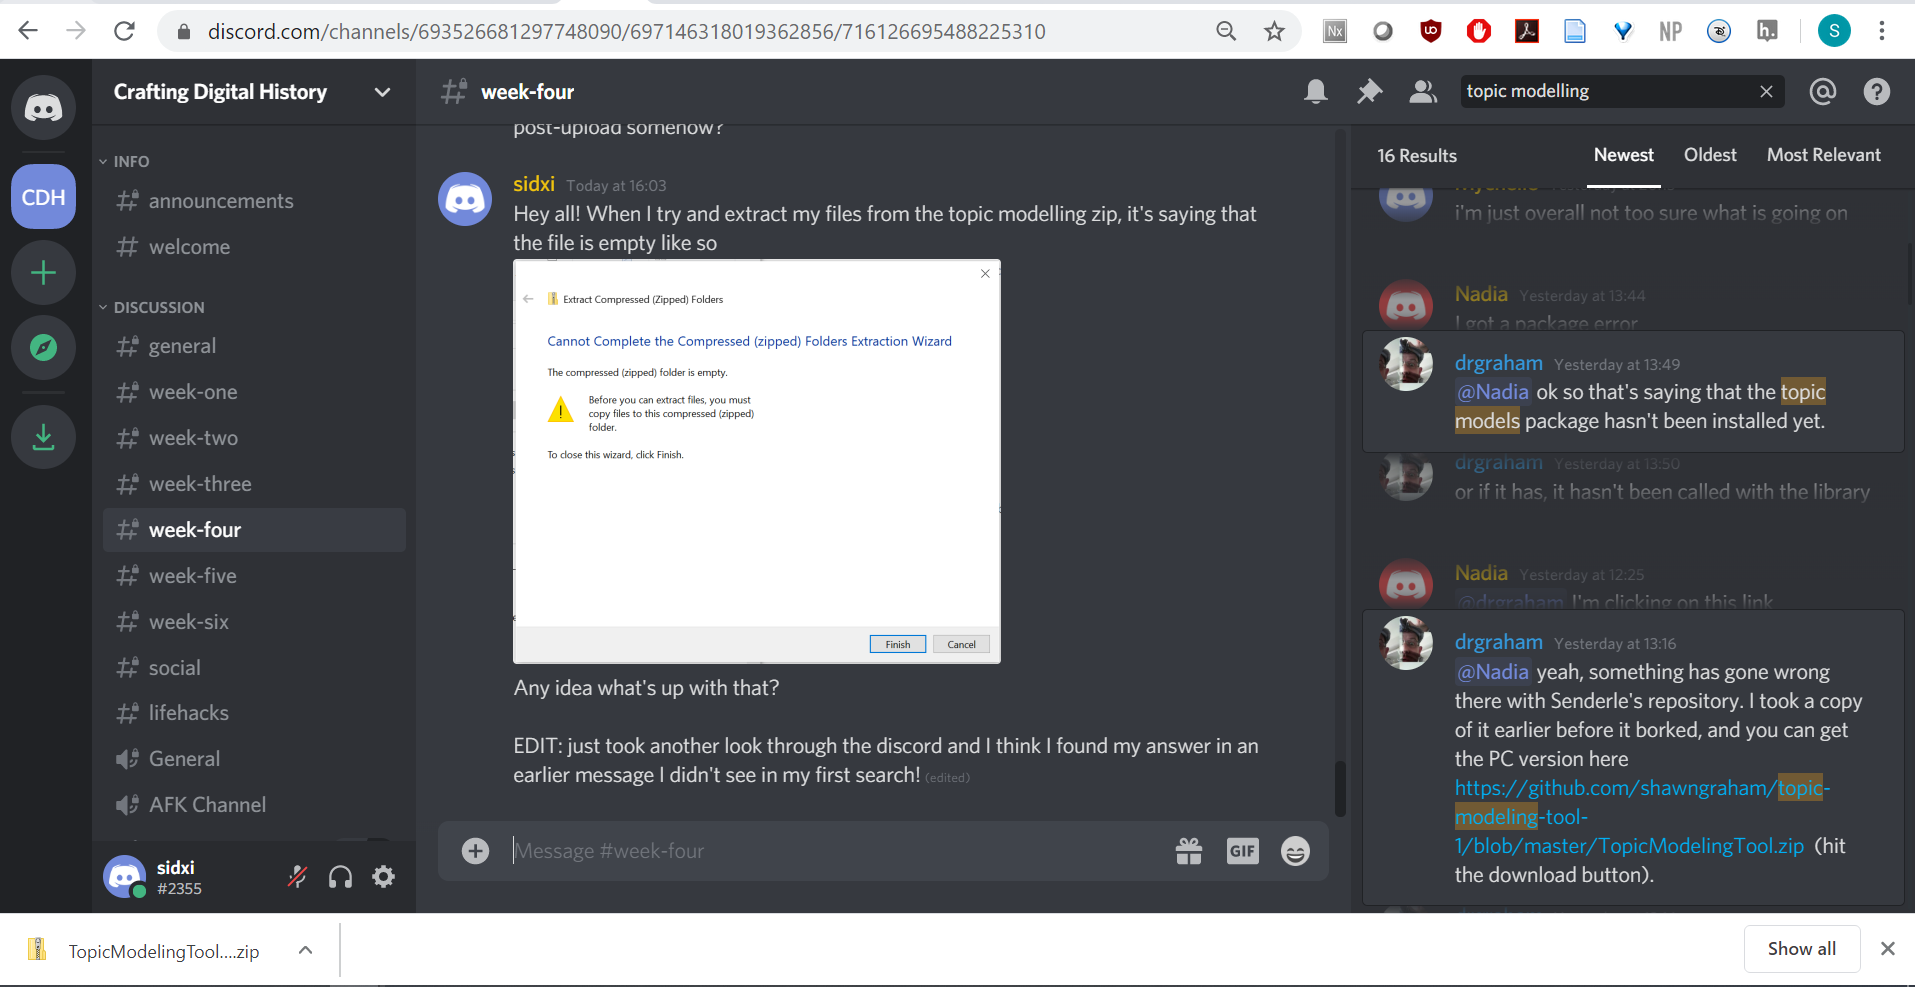 discord.com/channels/693526681297748090/697146318019362856/716126695488225310
Nx
NP
h.
S
CDH
Crafting Digital History
INFO
announcements
welcome
DISCUSSION
general
week-one
week-two
week-three
week-four
week-five
week-six
social
lifehacks
General
AFK Channel
sidxi
#2355
week-four
topic modelling
post-upload somehow?
sidxi Today at 16:03
Hey all! When I try and extract my files from the topic modelling zip, it's saying that
the file is empty like so
Extract Compressed (Zipped) Folders
Cannot Complete the Compressed (zipped) Folders Extraction Wizard
The compressed (zipped) folder is empty.
Before you can extract files, you must
copy files to this compressed (zipped)
folder.
To close this wizard, click Finish.
Finish Cancel
Any idea what's up with that?
EDIT: just took another look through the discord and I think I found my answer in an
earlier message I didn't see in my first search! (edited)
Message #week-four
GIF
16 Results Newest Oldest Most Relevant
i'm just overall not too sure what is going on
Nadia Yesterday at 13:44
I got a package error
drgraham Yesterday at 13:49
@Nadia ok so that's saying that the topic
models package hasn't been installed yet.
drgraham Yesterday at 13:50
or if it has, it hasn't been called with the library
Nadia Yesterday at 12:25
@drgraham I'm clicking on this link
drgraham Yesterday at 13:16
@Nadia yeah, something has gone wrong
there with Senderle's repository. I took a copy
of it earlier before it borked, and you can get
the PC version here
https://github.com/shawngraham/topic-
modeling-tool-
1/blob/master/TopicModelingTool.zip (hit
the download button).
TopicModelingTool....zip
Show all